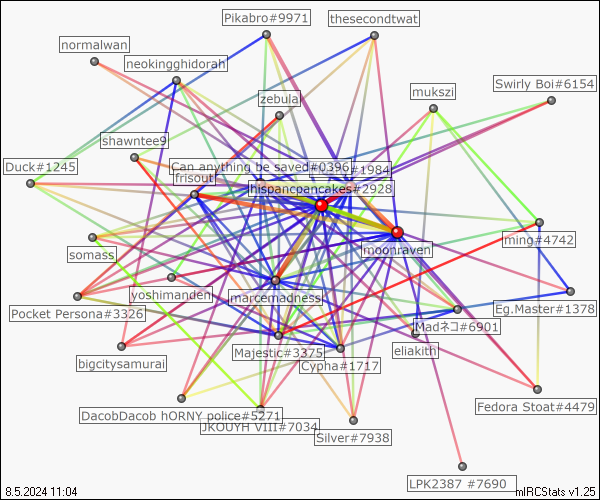 Pikabro#9971
thesecondtwat
normalwan
neokingghidorah
Swirly Boi#6154
mukszi
zebula
shawntee9
Duck#1245
Can anything be saved#0396
#1984
frisout
hispancpancakes#2928
ming#4742
somass
moonraven
yoshimanden
marcemadness
Eg.Master#1378
Pocket Persona#3326
Madネコ#6901
Majestic#3375
eliakith
bigcitysamurai
Cypha#1717
Fedora Stoat#4479
DacobDacob hORNY police#5271
JKOUYH VIII#7034
Silver#7938
LPK2387 #7690
8.5.2024 11:04
mIRCStats v1.25